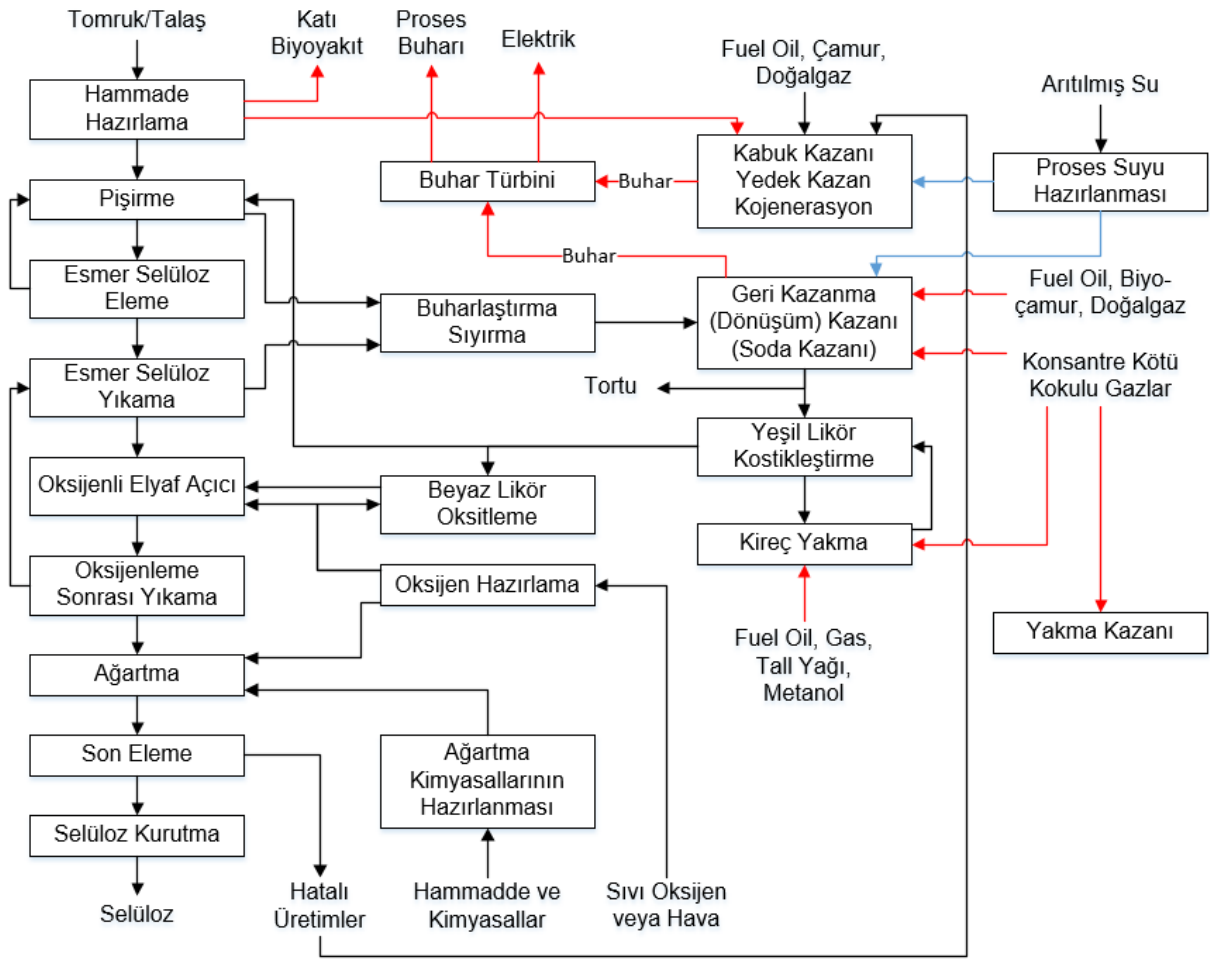 Tomruk/Talaş
Katı
Biyoyakıt
Proses
Buharı
Elektrik
Fuel Oil, Çamur,
Doğalgaz
Arıtılmış Su
Hammade
Hazırlama
Kabuk Kazanı
Yedek Kazan
Kojenerasyon
Proses Suyu
Hazırlanması
Buhar Türbini
Buhar
Pişirme
Buhar
Esmer Selüloz
Eleme
Buharlaştırma
Sıyırma
Geri Kazanma
(Dönüşüm) Kazanı
(Soda Kazanı)
Fuel Oil, Biyo-
çamur, Doğalgaz
Esmer Selüloz
Yıkama
Tortu
Konsantre Kötü
Kokulu Gazlar
Yeşil Likör
Kostikleştirme
Oksijenli Elyaf Açıcı
Beyaz Likör
Oksitleme
Kireç Yakma
Oksijenleme
Sonrası Yıkama
Oksijen Hazırlama
Fuel Oil, Gas,
Tall Yağı,
Metanol
Yakma Kazanı
Ağartma
Son Eleme
Ağartma
Kimyasallarının
Hazırlanması
Selüloz Kurutma
Selüloz
Hatalı
Üretimler
Hammadde ve
Kimyasallar
Sıvı Oksijen
veya Hava